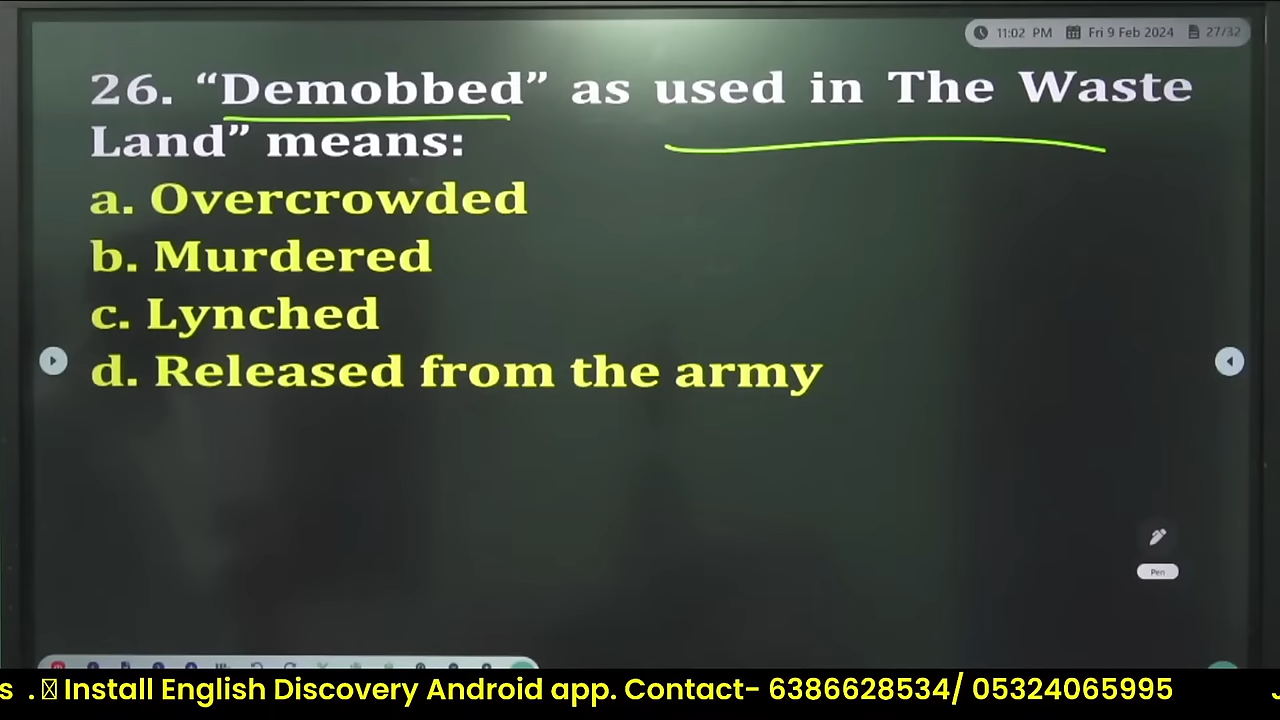 11:02 PM Fri 9 Feb 2024 27/32
26. “Demobbed” as used in The Waste
Land” means:
a. Overcrowded
b. Murdered
c. Lynched
d. Released from the army
Pen
s . Install English Discovery Android app. Contact- 6386628534/ 05324065995